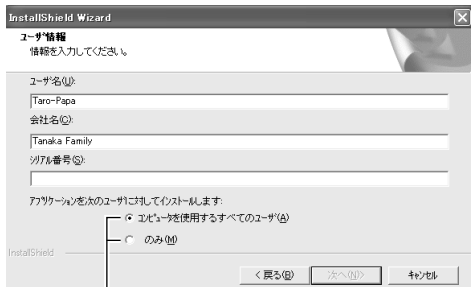 InstallShield Wizard
ユーザ情報
情報を入力してください。
ユーザ名(U):
Taro-Papa
会社名(C):
Tanaka Family
シリアル番号(S):
アプリケーションを次のユーザに対してインストールします:
コンピュータを使用するすべてのユーザ(A)
のみ(M)
InstallShield
< 戻る(B)
次へ(N)>
キャンセル